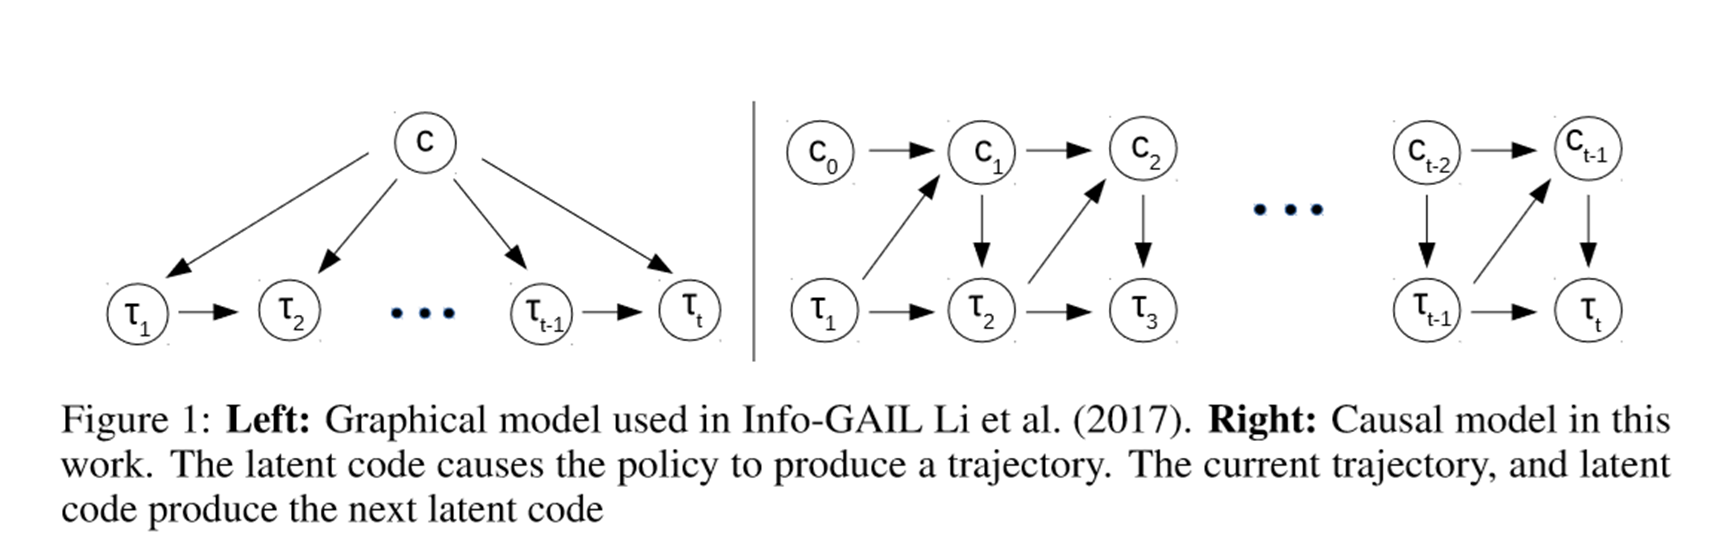 c
τ1 τ2 • • • τt-1 τt
c0 c1 c2 • • • ct-2 ct-1
τ1 τ2 τ3 τt-1 τt
Figure 1: Left: Graphical model used in Info-GAIL Li et al. (2017). Right: Causal model in this
work. The latent code causes the policy to produce a trajectory. The current trajectory, and latent
code produce the next latent code